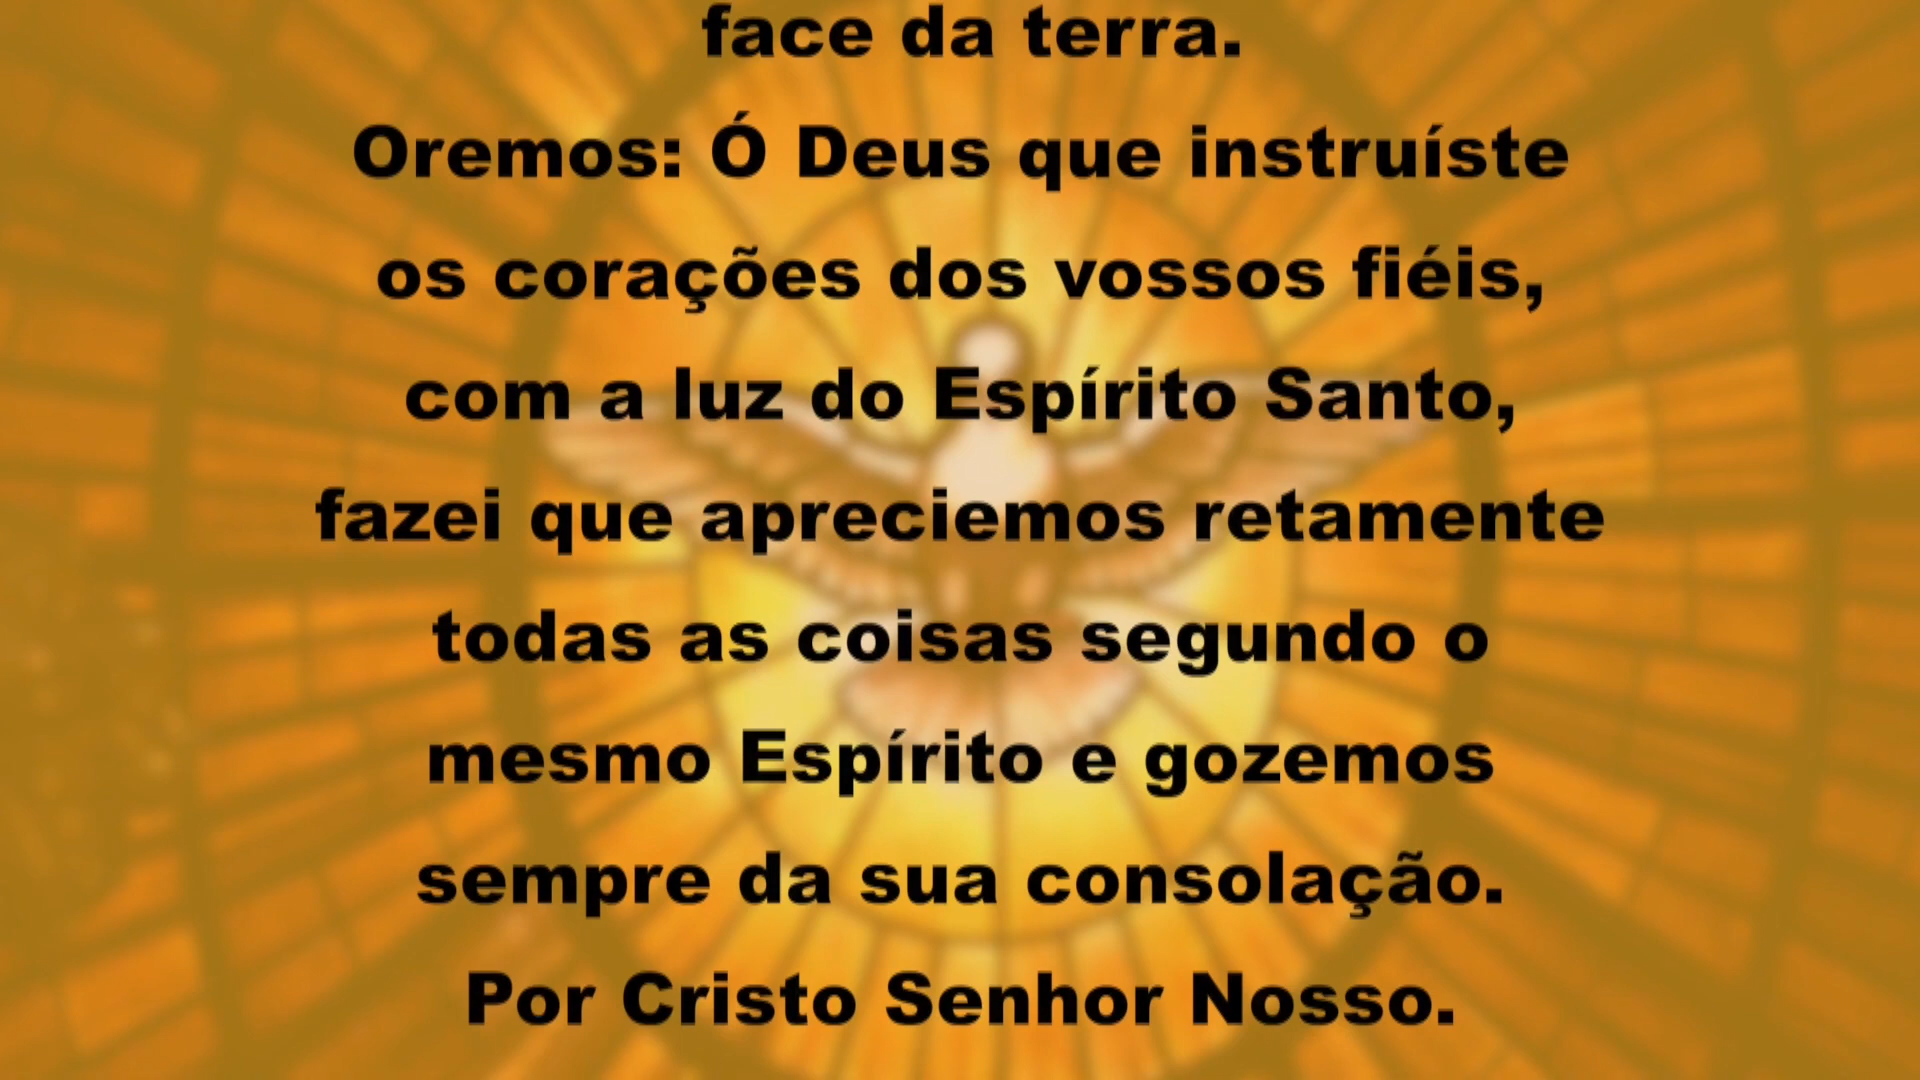 face da terra.
Oremos: Ó Deus que instruíste
os corações dos vossos fiéis,
com a luz do Espírito Santo,
fazei que apreciemos retamente
todas as coisas segundo o
mesmo Espírito e gozemos
sempre da sua consolação.
Por Cristo Senhor Nosso.